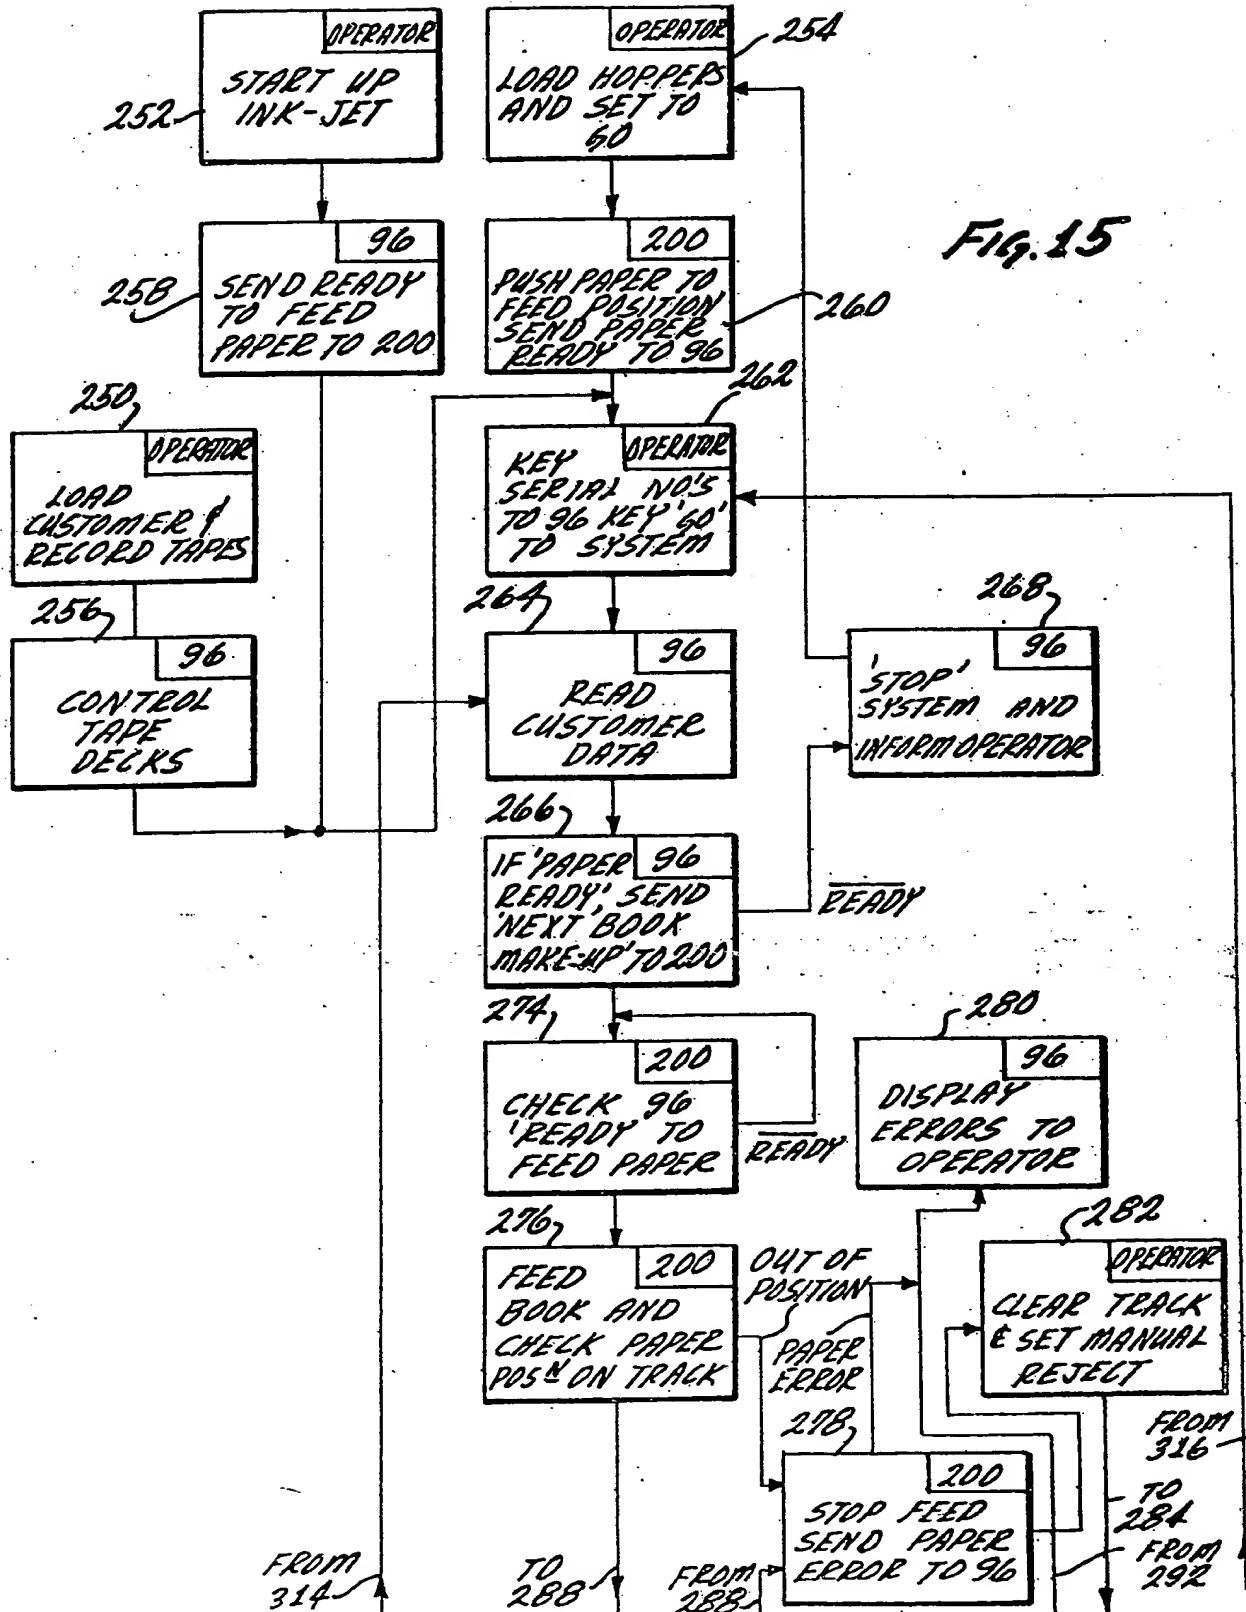 OPERATOR
START UP
INK-JET
252
OPERATOR
LOAD HOPPERS
AND SET TO
GO
254
FIG. 15
96
SEND READY
TO FEED
PAPER TO 200
258
200
PUSH PAPER TO
FEED POSITION
SEND PAPER
READY TO 96
260
250
OPERATOR
LOAD
CUSTOMER &
RECORD TAPES
262
OPERATOR
KEY
SERIAL NO'S
TO 96 KEY 'GO'
TO SYSTEM
256
96
CONTROL
TAPE
DECKS
264
96
READ
CUSTOMER
DATA
268
96
'STOP'
SYSTEM AND
INFORM OPERATOR
266
96
IF 'PAPER
READY', SEND
'NEXT' BOOK
MAKE-UP' TO 200
READY
274
200
CHECK 96
'READY' TO
FEED PAPER
READY
280
96
DISPLAY
ERRORS TO
OPERATOR
276
200
FEED
BOOK AND
CHECK PAPER
POSN ON TRACK
OUT OF
POSITION
PAPER
ERROR
282
OPERATOR
CLEAR TRACK
& SET MANUAL
REJECT
278
200
STOP FEED
SEND PAPER
ERROR TO 96
FROM
316
TO
284
FROM
292
FROM
314
TO
288
FROM
288